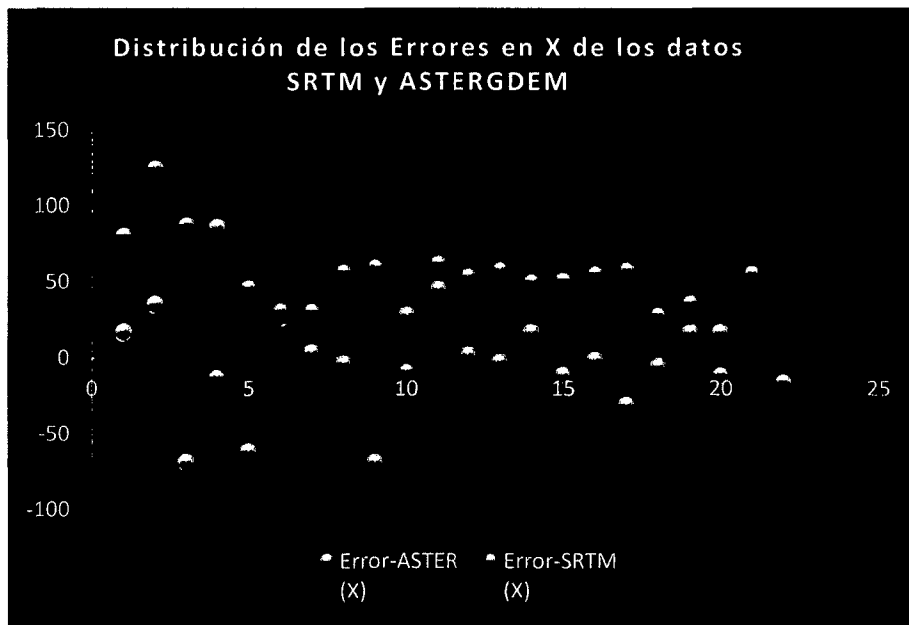 Distribución de los Errores en X de los datos
SRTM y ASTERGDEM
150
100
50
0
0 5 10 15 20 25
-50
-100
Error-ASTER Error-SRTM
(X) (X)